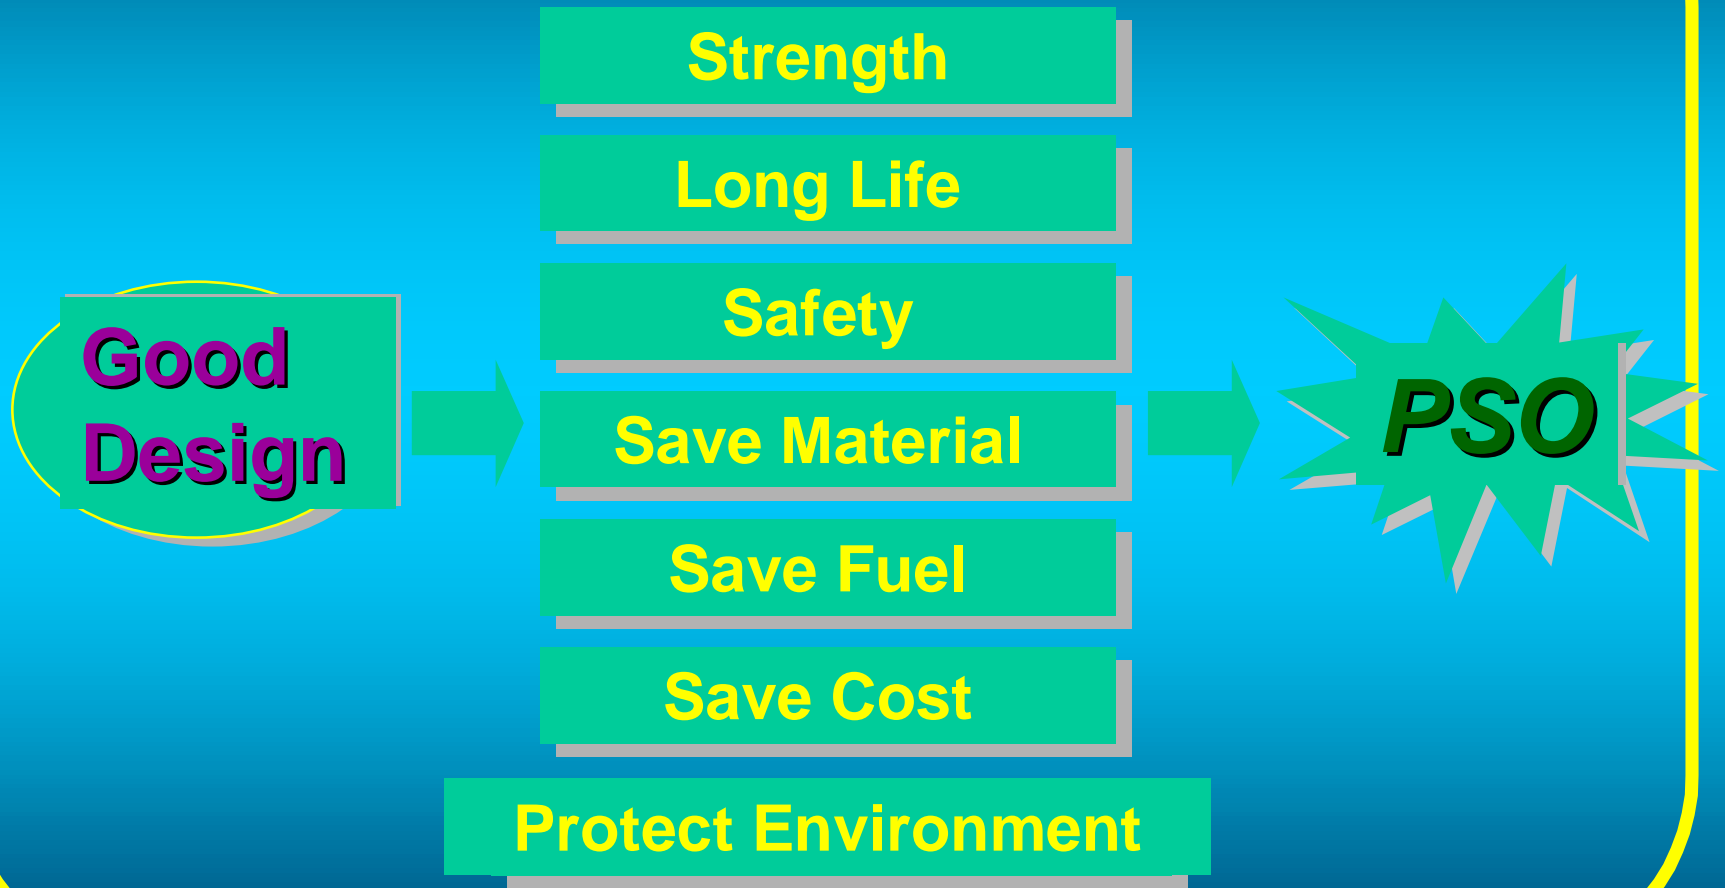 Strength
Long Life
Safety
Good
Design
Save Material
PSO
Save Fuel
Save Cost
Protect Environment